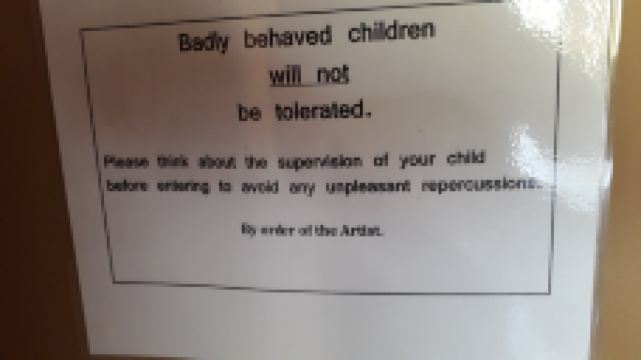 Badly behaved children
will not
be tolerated.
Please think about the supervision of your child
before entering to avoid any unpleasant repercussions.
By order of the Artist.